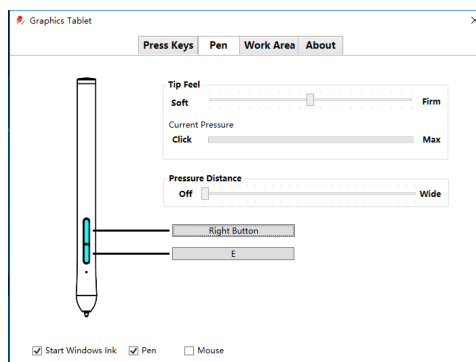 Graphics Tablet
Press Keys Pen Work Area About
Tip Feel
Soft Firm
Current Pressure
Click Max
Pressure Distance
Off Wide
Right Button
E
Start Windows Ink Pen Mouse